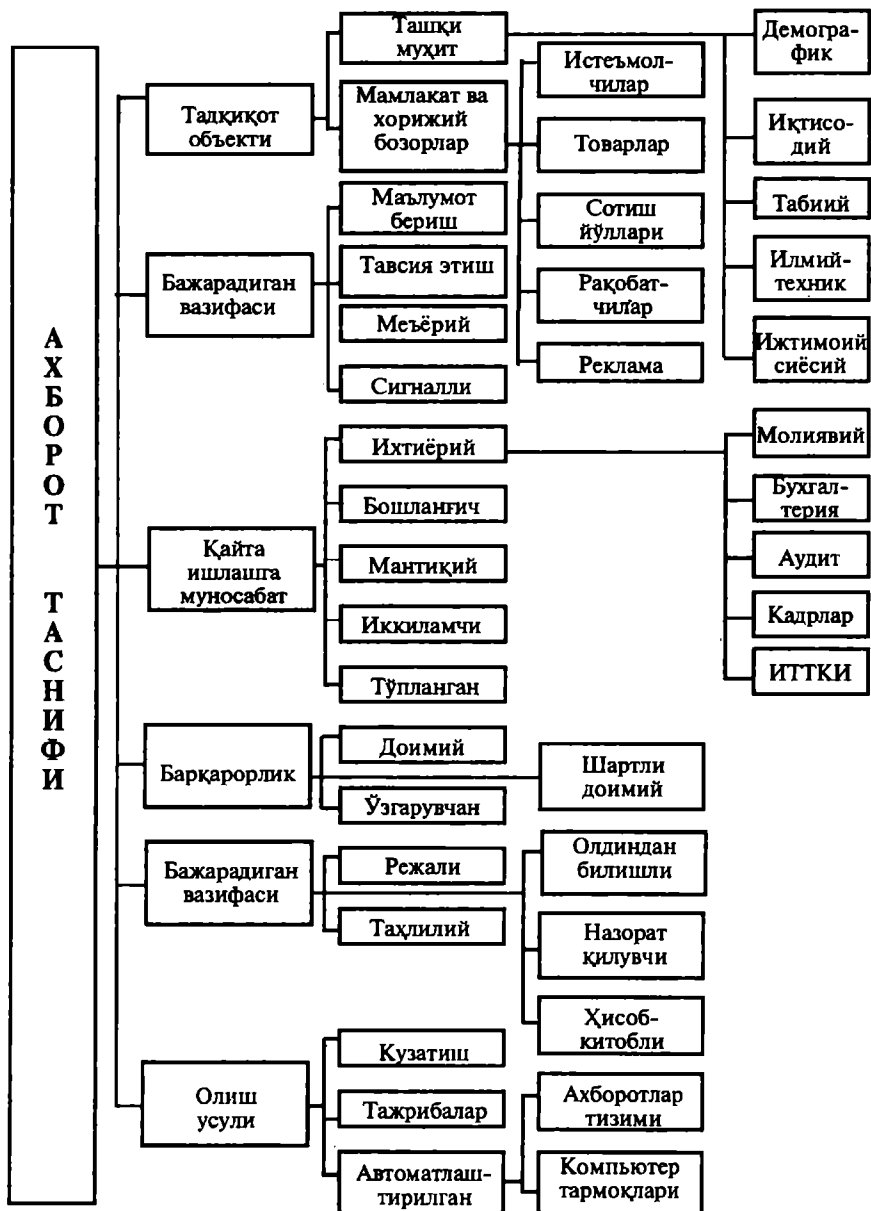 АХБОРОТ ТАСНИФИ
Тадқиқот
объекти
Ташқи
муҳит
Мамлакат ва
хорижий
бозорлар
Истеъмол-
чилар
Товарлар
Сотиш
йўллари
Рақобат-
чилар
Реклама
Демогра-
фик
Иқтисо-
дий
Табиий
Илмий-
техник
Ижтимоий
сиёсий
Бажарадиган
вазифаси
Маълумот
бериш
Тавсия этиш
Меъёрий
Сигналли
Қайта
ишлашга
муносабат
Ихтиёрий
Бошланғич
Мантиқий
Иккиламчи
Тўпланган
Молиявий
Бухгал-
терия
Аудит
Кадрлар
ИТТКИ
Барқарорлик
Доимий
Ўзгарувчан
Шартли
доимий
Бажарадиган
вазифаси
Режали
Таҳлилий
Олдиндан
билишли
Назорат
қилувчи
Ҳисоб-
китобли
Олиш
усули
Кузатиш
Тажрибалар
Автоматлаш-
тирилган
Ахборотлар
тизими
Компьютер
тармоқлари